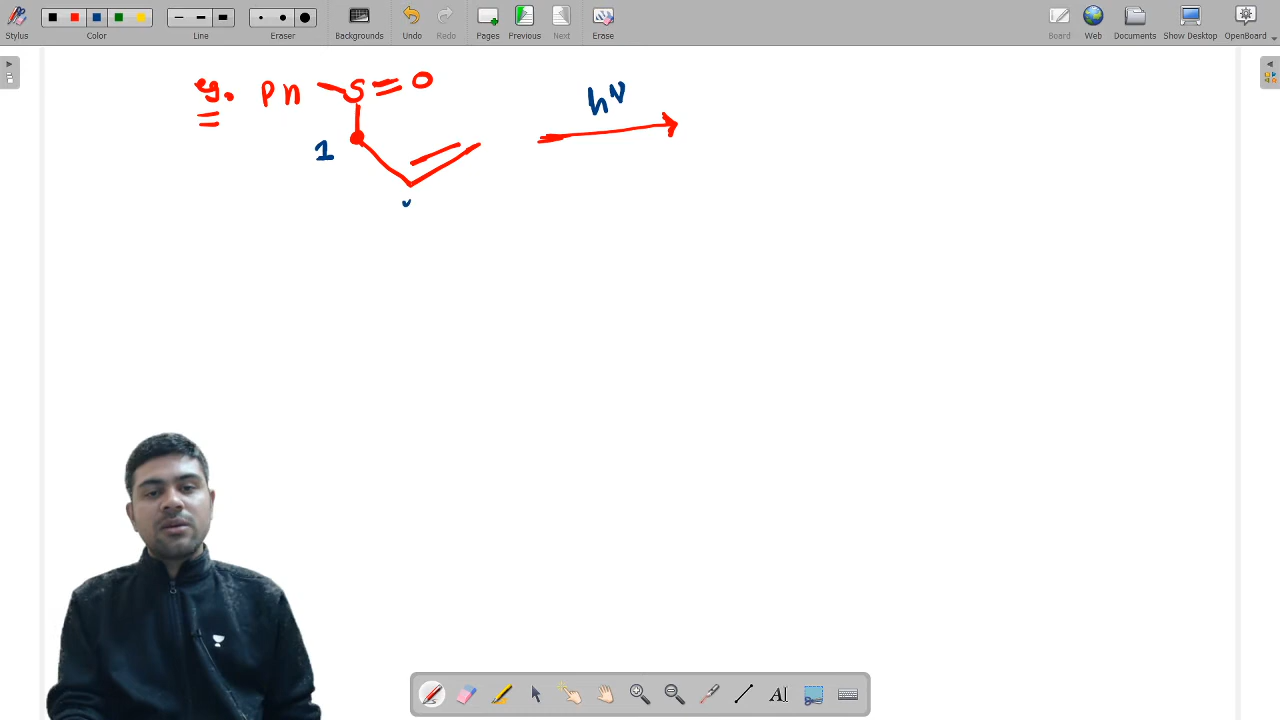 Stylus Color Line Eraser Backgrounds Undo Redo Pages Previous Next Erase Board Web Documents Show Desktop OpenBoard
eg. Ph S = O
hν
1
AI